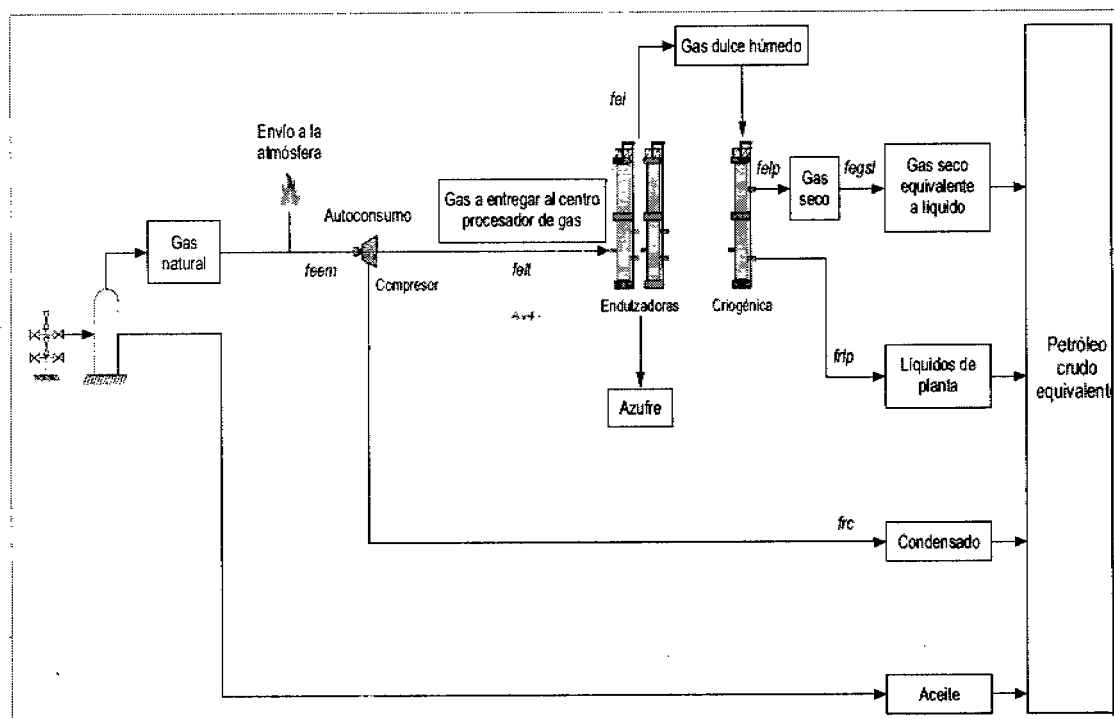 Gas dulce húmedo
fei
Envío a la
atmósfera
felp
fegsl
Gas
seco
Gas seco
equivalente
a líquido
Gas a entregar al centro
procesador de gas
Autoconsumo
Gas
natural
feem
felt
Compresor
Endulzadoras
Criogénica
Petróleo
crudo
equivalente
frlp
Líquidos de
planta
Azufre
frc
Condensado
Aceite